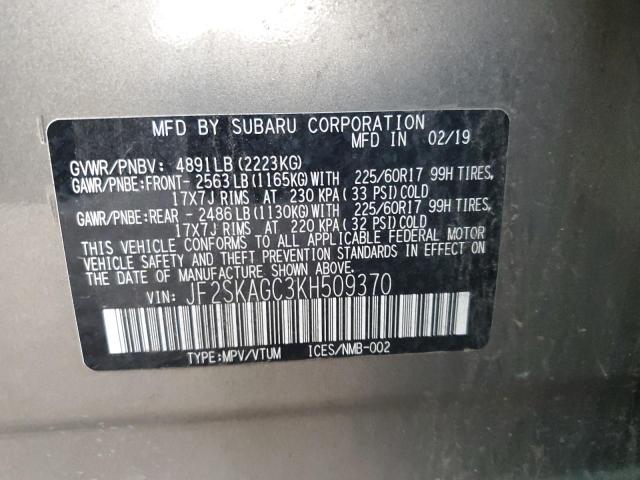 MFD BY SUBARU CORPORATION
MFD IN 02/19
GVWR/PNBV: 4891LB(2223KG)
GAWR/PNBE:FRONT- 2563LB(1165KG)WITH 225/60R17 99H TIRES,
17X7J RIMS AT 230 KPA( 33 PSI)COLD
GAWR/PNBE:REAR - 2486LB(1130KG)WITH 225/60R17 99H TIRES,
17X7J RIMS AT 220 KPA( 32 PSI)COLD
THIS VEHICLE CONFORMS TO ALL APPLICABLE FEDERAL MOTOR
VEHICLE SAFETY AND THEFT PREVENTION STANDARDS IN EFFECT ON
THE DATE OF MANUFACTURE SHOWN ABOVE.
VIN: JF2SKAGC3KH509370
TYPE:MPV/VTUM ICES/NMB-002